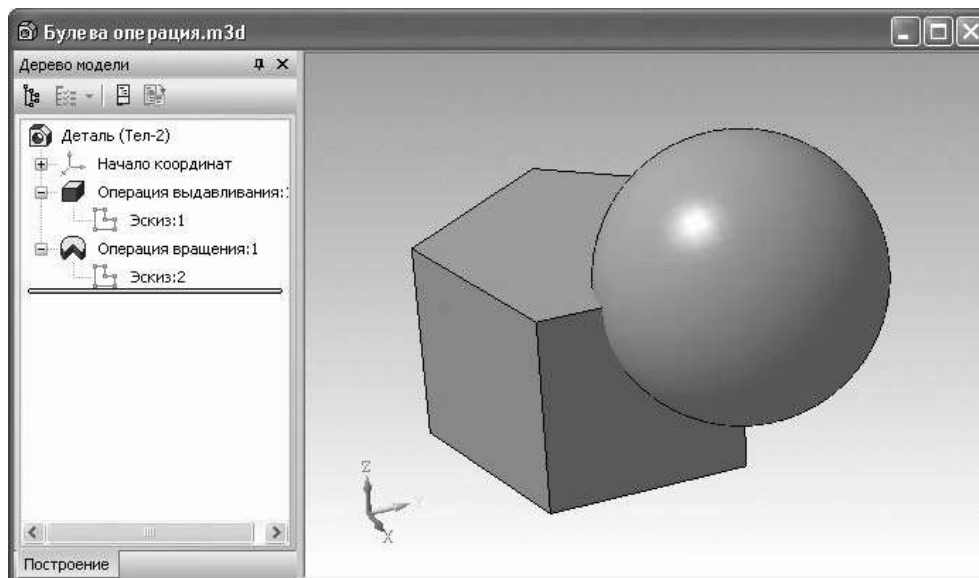 Булева операция.m3d
Дерево модели
Деталь (Тел-2)
Начало координат
Операция выдавливания:1
Эскиз:1
Операция вращения:1
Эскиз:2
Построение
Z
Y
X